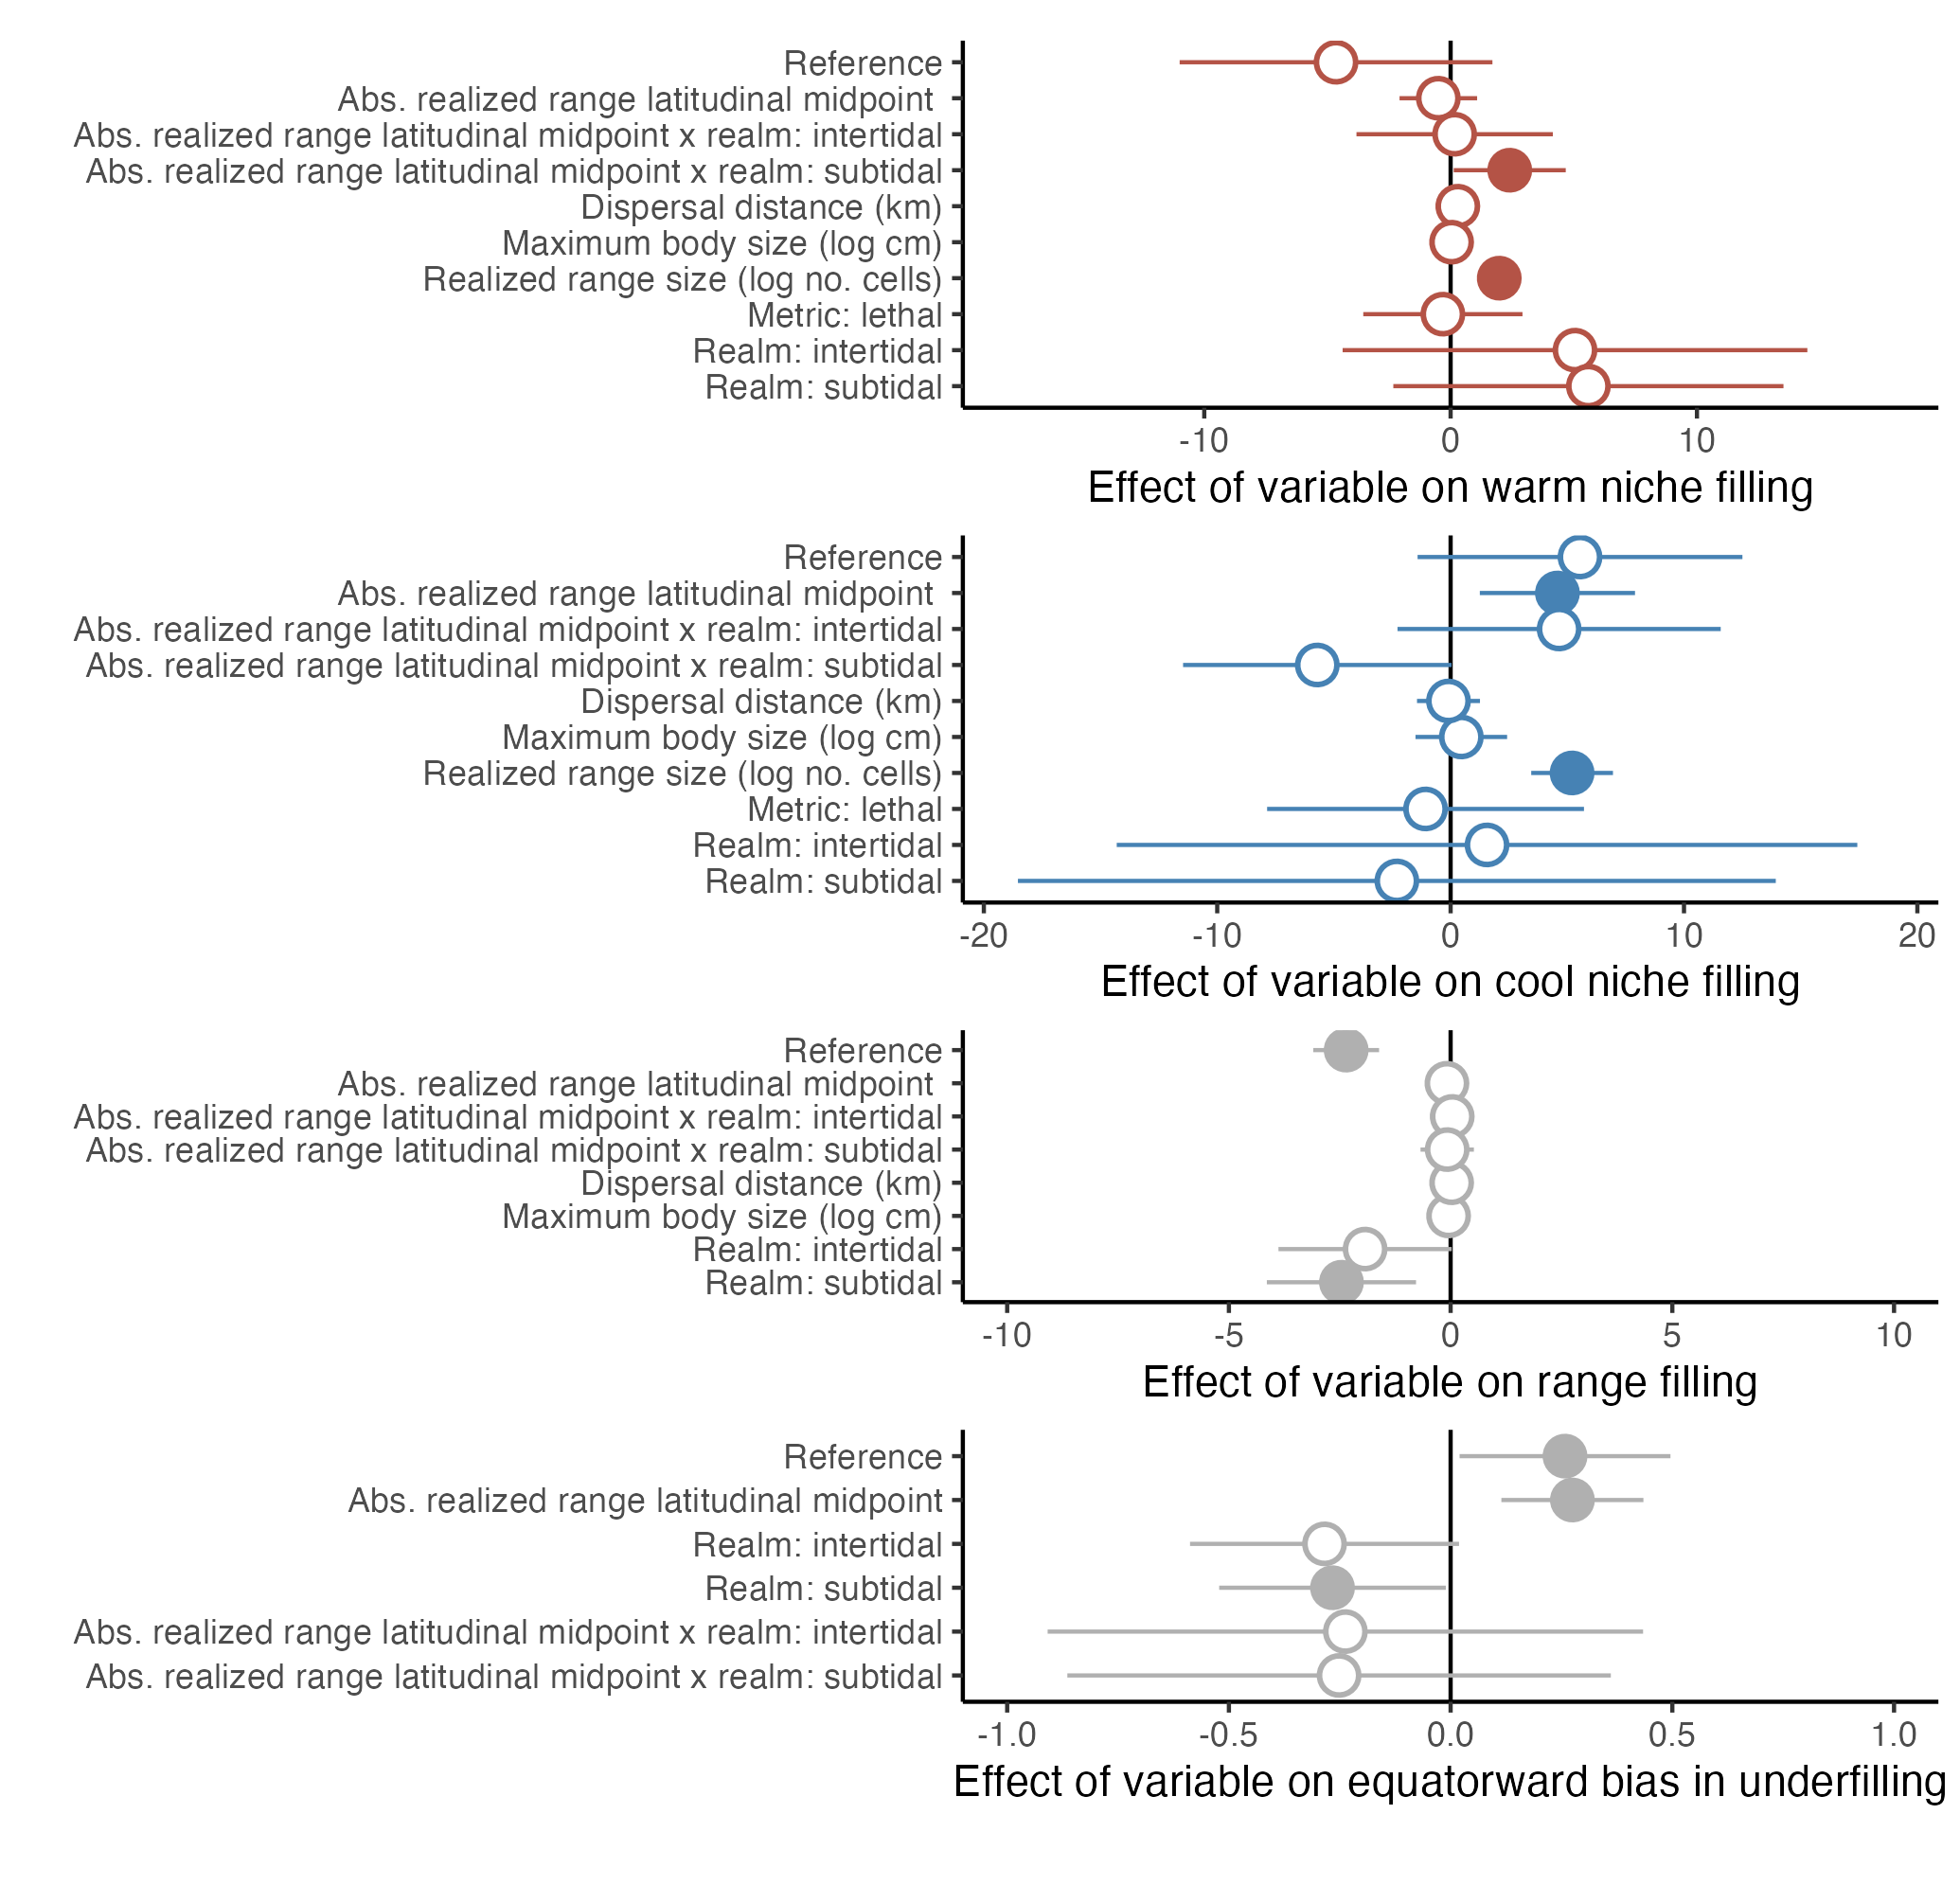 Reference
Abs. realized range latitudinal midpoint
Abs. realized range latitudinal midpoint x realm: intertidal
Abs. realized range latitudinal midpoint x realm: subtidal
Dispersal distance (km)
Maximum body size (log cm)
Realized range size (log no. cells)
Metric: lethal
Realm: intertidal
Realm: subtidal
-10 0 10
Effect of variable on warm niche filling
Reference
Abs. realized range latitudinal midpoint
Abs. realized range latitudinal midpoint x realm: intertidal
Abs. realized range latitudinal midpoint x realm: subtidal
Dispersal distance (km)
Maximum body size (log cm)
Realized range size (log no. cells)
Metric: lethal
Realm: intertidal
Realm: subtidal
-20 -10 0 10 20
Effect of variable on cool niche filling
Reference
Abs. realized range latitudinal midpoint
Abs. realized range latitudinal midpoint x realm: intertidal
Abs. realized range latitudinal midpoint x realm: subtidal
Dispersal distance (km)
Maximum body size (log cm)
Realm: intertidal
Realm: subtidal
-10 -5 0 5 10
Effect of variable on range filling
Reference
Abs. realized range latitudinal midpoint
Realm: intertidal
Realm: subtidal
Abs. realized range latitudinal midpoint x realm: intertidal
Abs. realized range latitudinal midpoint x realm: subtidal
-1.0 -0.5 0.0 0.5 1.0
Effect of variable on equatorward bias in underfilling